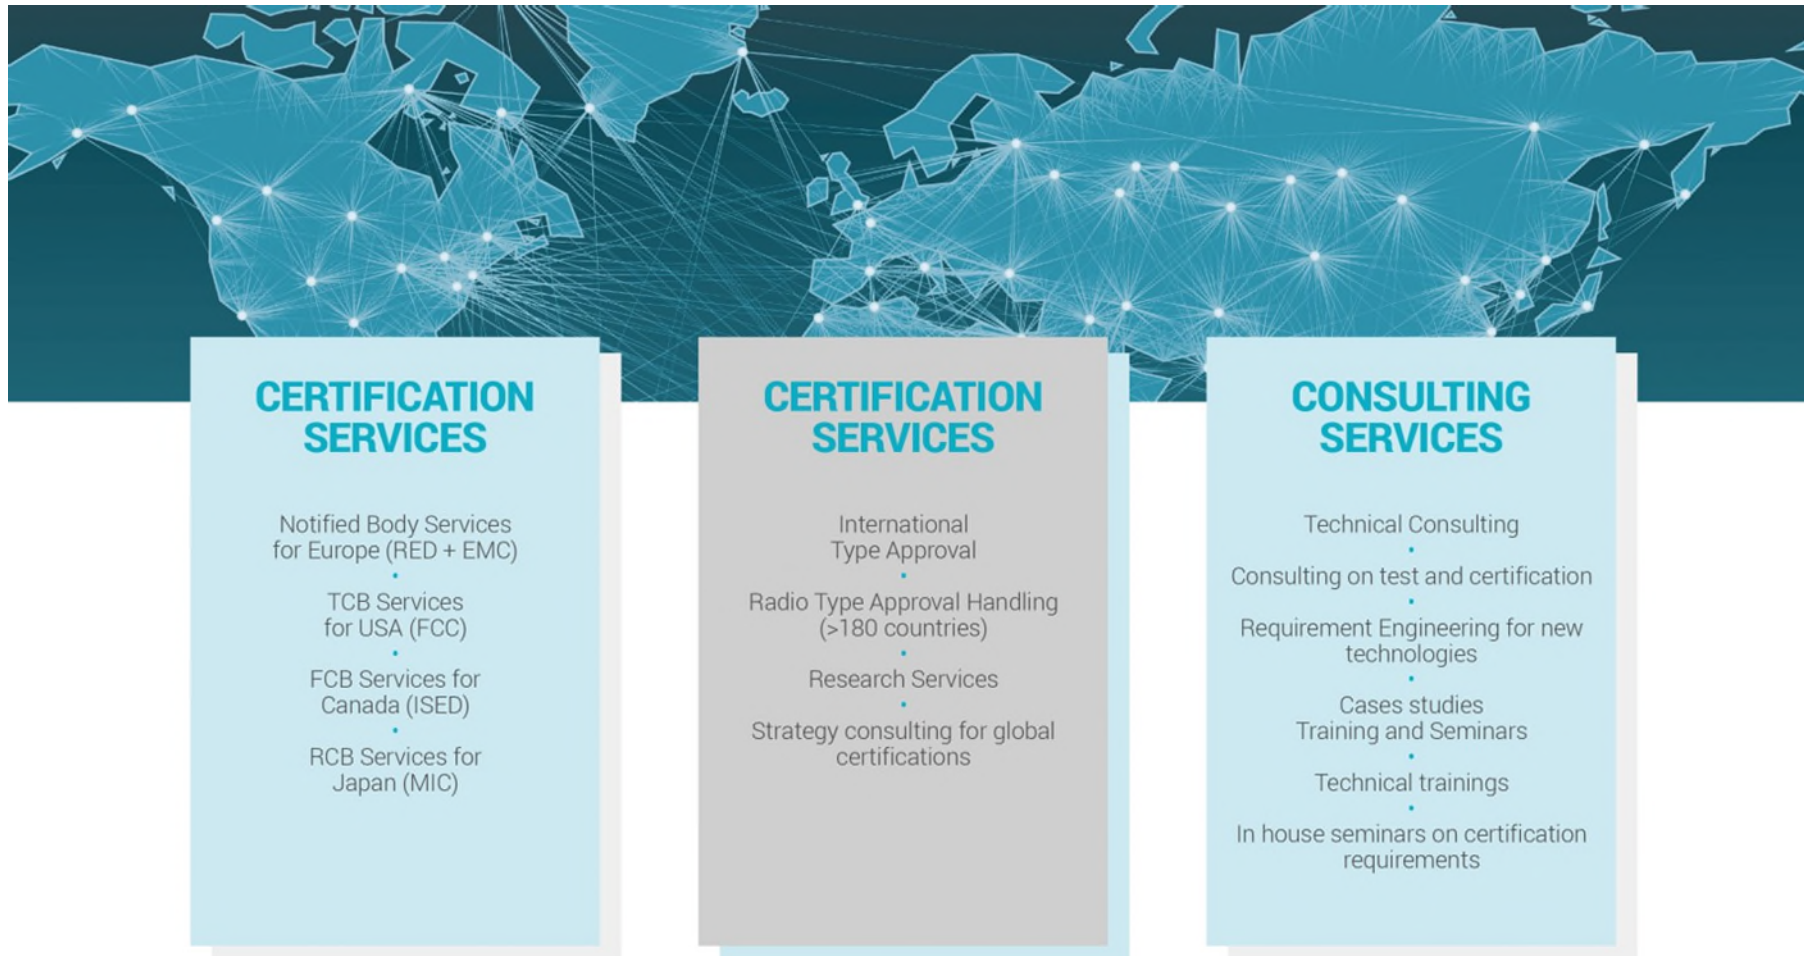 CERTIFICATION
SERVICES
Notified Body Services
for Europe (RED + EMC)
TCB Services
for USA (FCC)
FCB Services for
Canada (ISED)
RCB Services for
Japan (MIC)
CERTIFICATION
SERVICES
International
Type Approval
Radio Type Approval Handling
(>180 countries)
Research Services
Strategy consulting for global
certifications
CONSULTING
SERVICES
Technical Consulting
Consulting on test and certification
Requirement Engineering for new
technologies
Cases studies
Training and Seminars
Technical trainings
In house seminars on certification
requirements